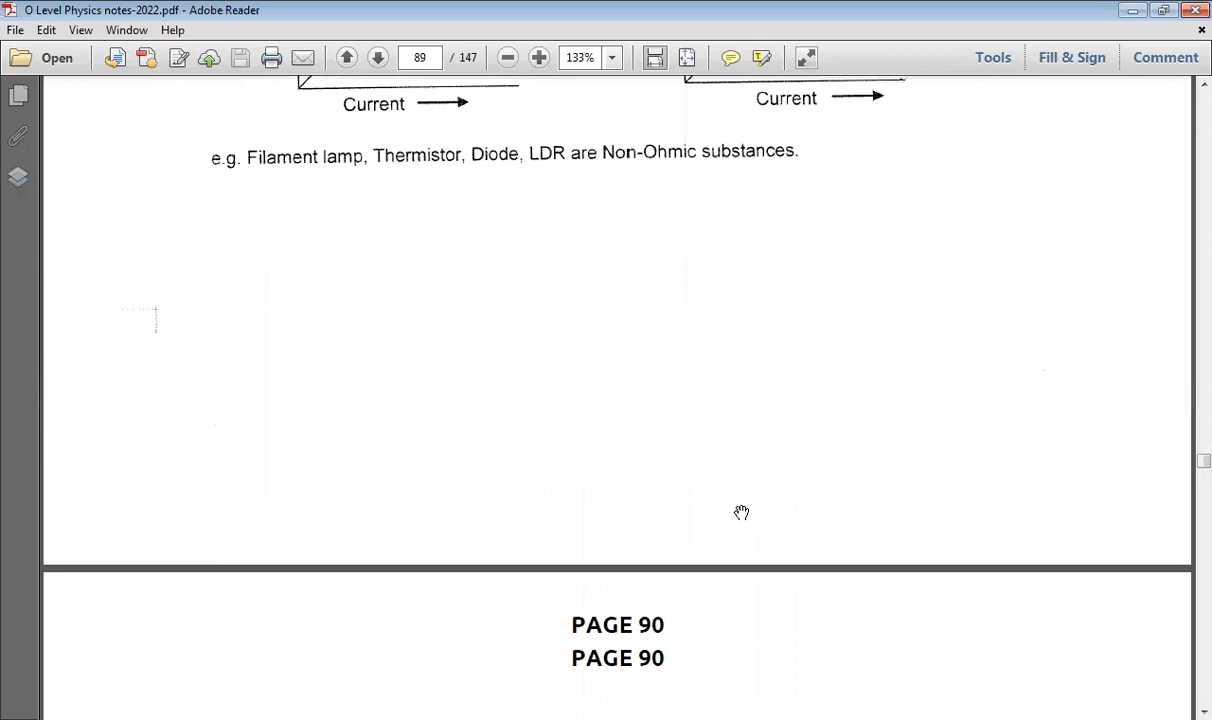 O Level Physics notes-2022.pdf - Adobe Reader
File Edit View Window Help
Open 89 / 147 133% Tools Fill & Sign Comment
Current Current
e.g. Filament lamp, Thermistor, Diode, LDR are Non-Ohmic substances.
PAGE 90
PAGE 90